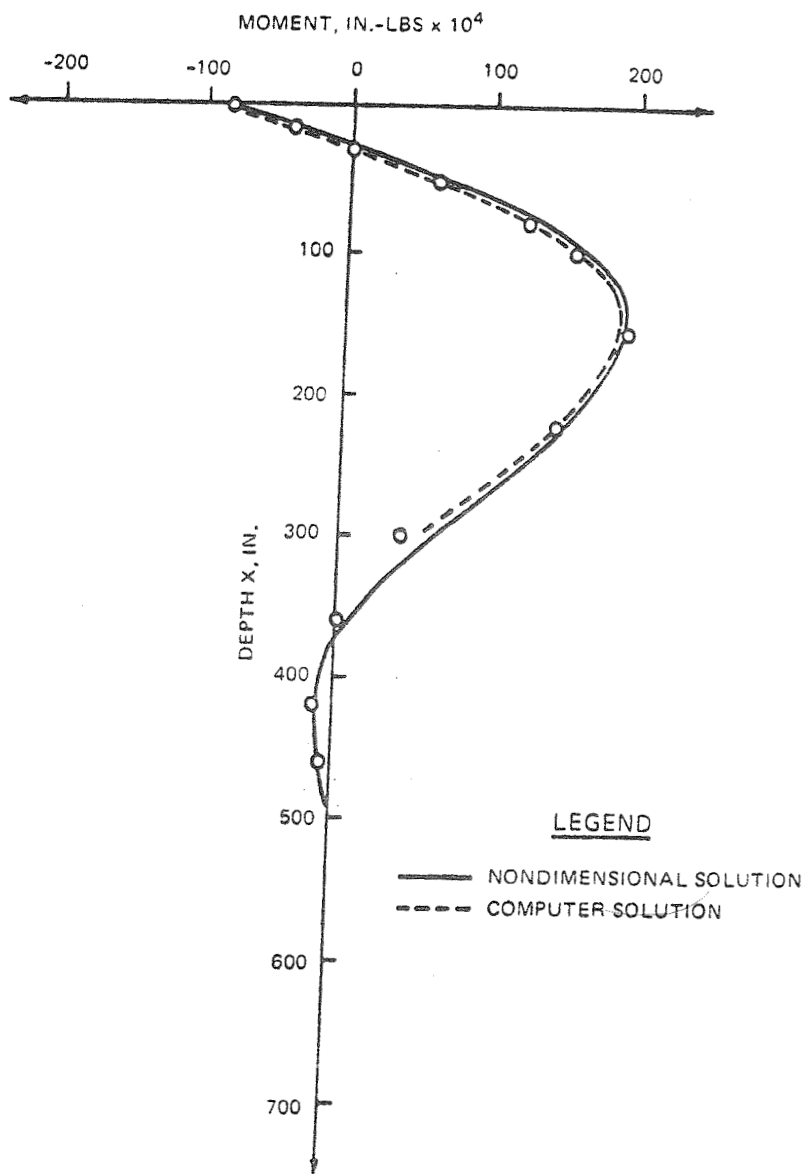 MOMENT, IN.-LBS x 10⁴
-200 -100 0 100 200
100
200
300
DEPTH X, IN.
400
500
600
700
LEGEND
NONDIMENSIONAL SOLUTION
COMPUTER SOLUTION